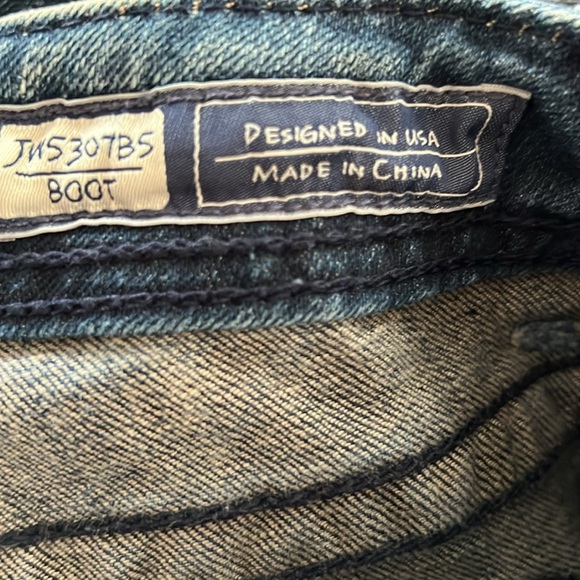 JW5307B5
BOOT
DESIGNED IN USA
MADE IN CHINA